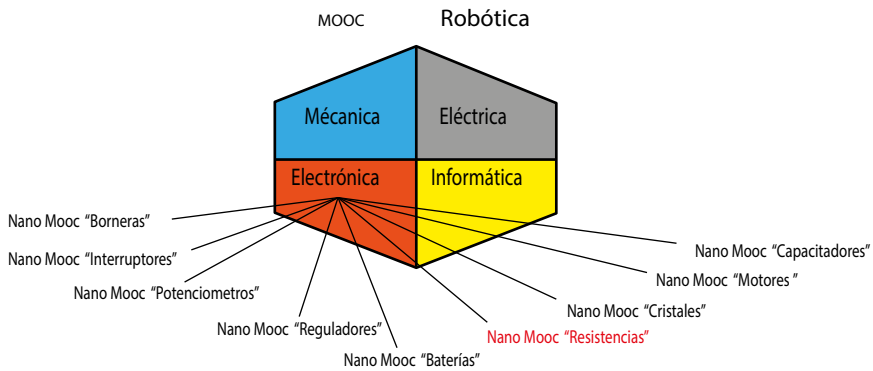 MOOC Robótica
Mécanica Eléctrica
Electrónica Informática
Nano Mooc “Borneras”
Nano Mooc “Capacitadores”
Nano Mooc “Interruptores”
Nano Mooc “Motores ”
Nano Mooc “Potenciometros”
Nano Mooc “Cristales”
Nano Mooc “Reguladores”
Nano Mooc “Resistencias”
Nano Mooc “Baterías”